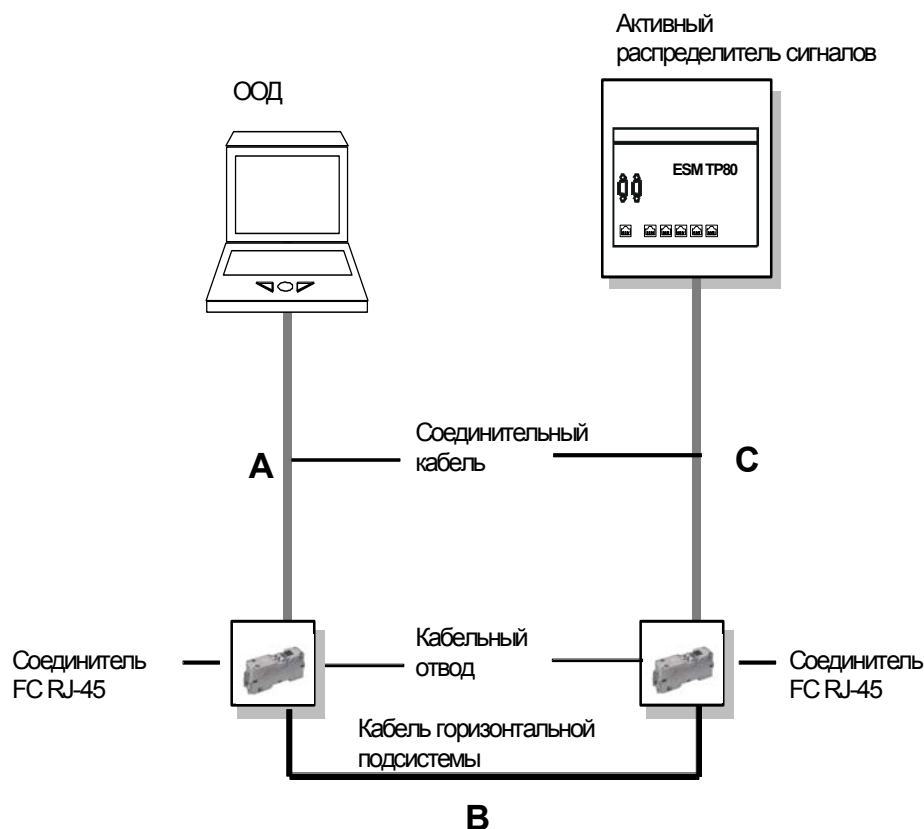 Активный
распределитель сигналов
ООД
ESM TP80
Соединительный
кабель
A
C
Кабельный
отвод
Соединитель
FC RJ-45
Соединитель
FC RJ-45
Кабель горизонтальной
подсистемы
B